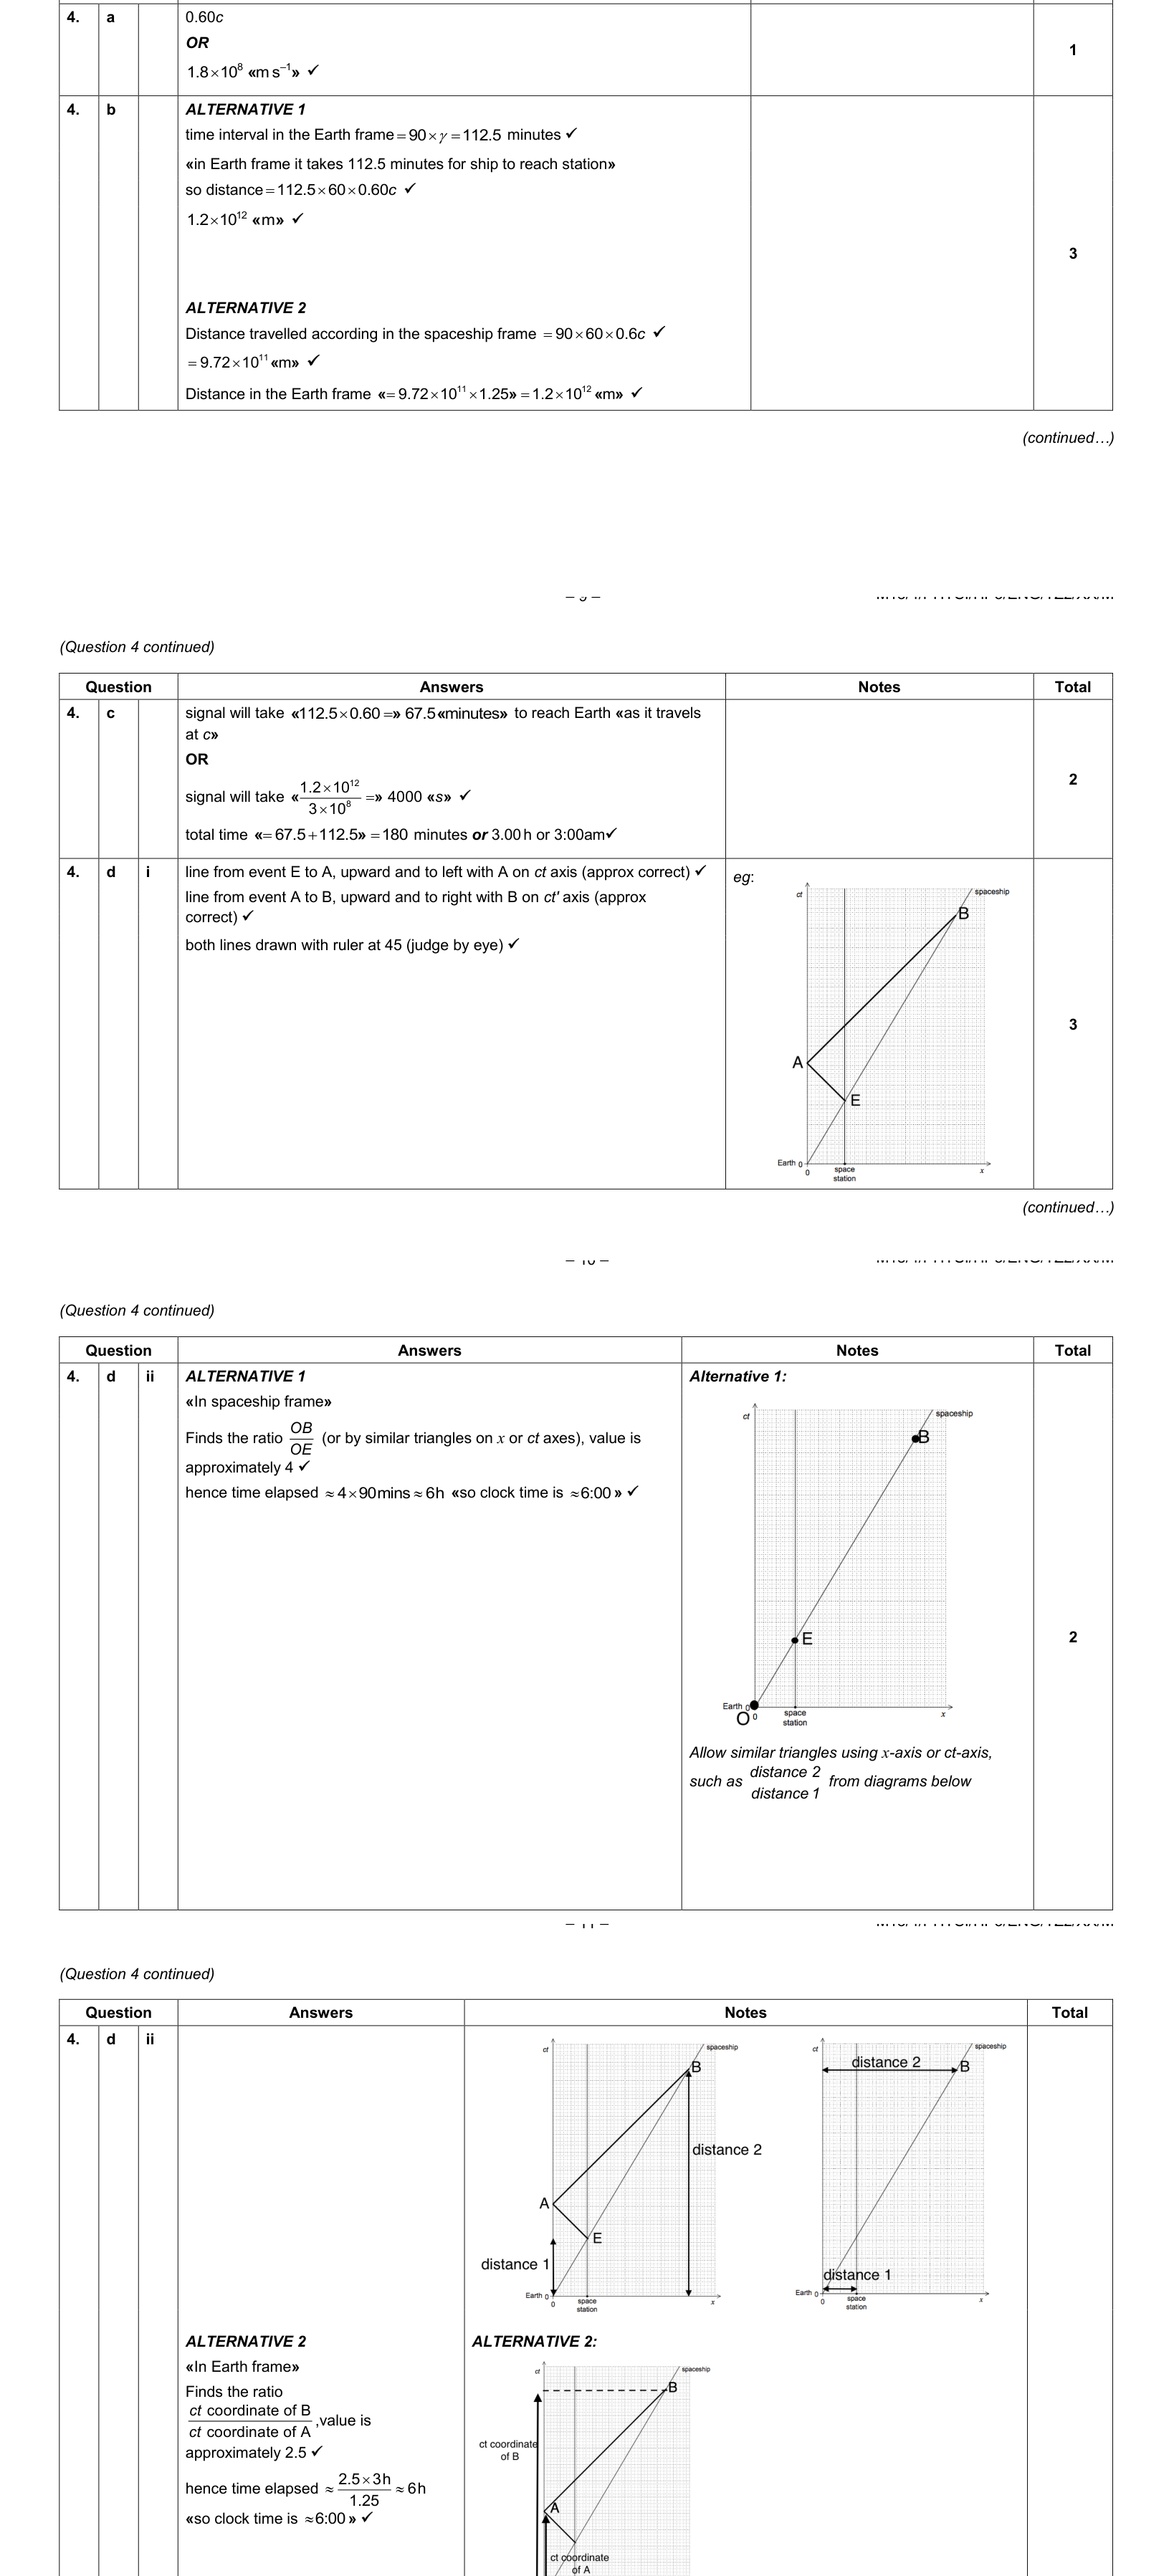 4. a 0.60c
OR
1.8×10⁸ «m s⁻¹» ✓
1
4. b ALTERNATIVE 1
time interval in the Earth frame = 90 × γ = 112.5 minutes ✓
«in Earth frame it takes 112.5 minutes for ship to reach station»
so distance = 112.5×60×0.60c ✓
1.2×10¹² «m» ✓
3
ALTERNATIVE 2
Distance travelled according in the spaceship frame = 90×60×0.6c ✓
= 9.72×10¹¹ «m» ✓
Distance in the Earth frame «= 9.72×10¹¹ ×1.25» = 1.2×10¹² «m» ✓
(continued…)
(Question 4 continued)
Question Answers Notes Total
4. c signal will take «112.5×0.60 =» 67.5 «minutes» to reach Earth «as it travels
at c»
OR
signal will take «1.2×10¹² / 3×10⁸ =» 4000 «s» ✓
total time «= 67.5+112.5» = 180 minutes or 3.00 h or 3:00am ✓
2
4. d i line from event E to A, upward and to left with A on ct axis (approx correct) ✓
line from event A to B, upward and to right with B on ct' axis (approx
correct) ✓
both lines drawn with ruler at 45 (judge by eye) ✓
eg:
ct
spaceship
B
A
E
Earth 0
0
space
station
x
3
(continued…)
(Question 4 continued)
Question Answers Notes Total
4. d ii ALTERNATIVE 1
«In spaceship frame»
Finds the ratio OB/OE (or by similar triangles on x or ct axes), value is
approximately 4 ✓
hence time elapsed ≈ 4×90mins ≈ 6h «so clock time is ≈6:00 » ✓
Alternative 1:
ct
spaceship
B
E
Earth 0
O 0
space
station
x
Allow similar triangles using x-axis or ct-axis,
such as distance 2 / distance 1 from diagrams below
2
(Question 4 continued)
Question Answers Notes Total
4. d ii
ct
spaceship
B
distance 2
A
E
distance 1
Earth 0
0
space
station
x
ct
spaceship
distance 2
B
distance 1
Earth 0
0
space
station
x
ALTERNATIVE 2
«In Earth frame»
Finds the ratio
ct coordinate of B / ct coordinate of A ,value is
approximately 2.5 ✓
hence time elapsed ≈ 2.5×3h / 1.25 ≈ 6h
«so clock time is ≈6:00 » ✓
ALTERNATIVE 2:
ct
spaceship
B
ct coordinate
of B
A
ct coordinate
of A